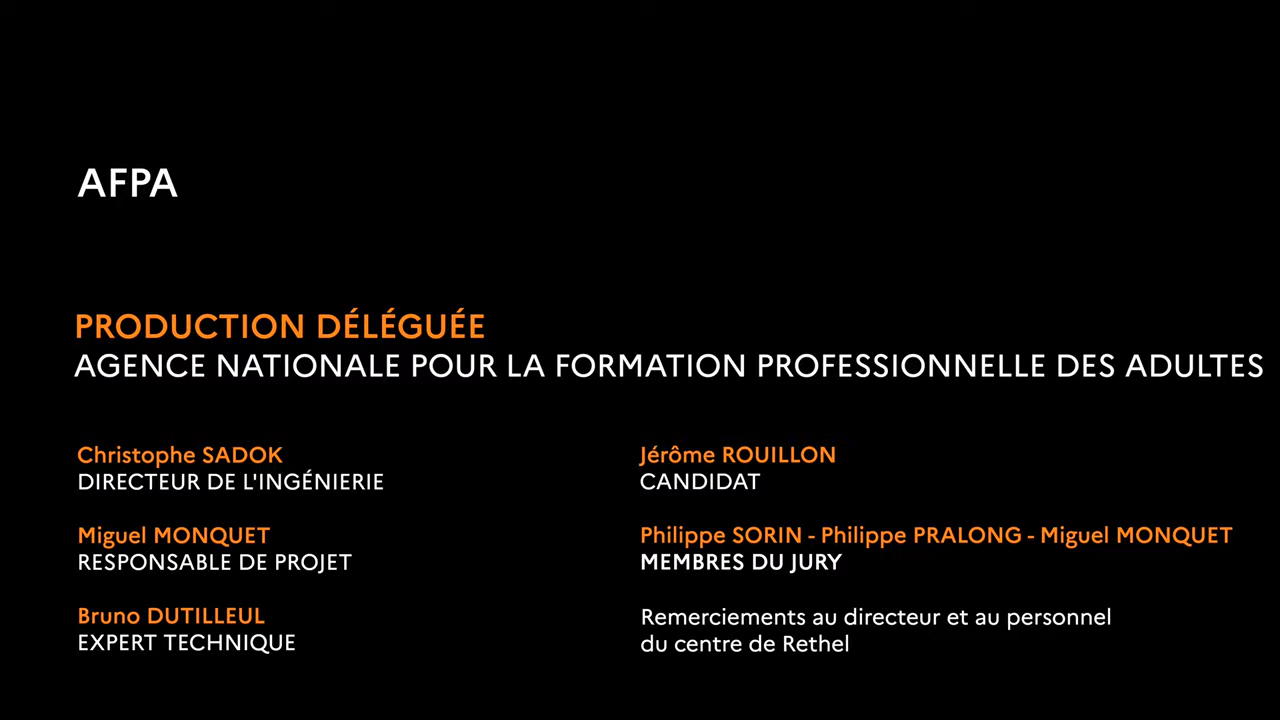 AFPA
PRODUCTION DÉLÉGUÉE
AGENCE NATIONALE POUR LA FORMATION PROFESSIONNELLE DES ADULTES
Christophe SADOK
DIRECTEUR DE L'INGÉNIERIE
Miguel MONQUET
RESPONSABLE DE PROJET
Bruno DUTILLEUL
EXPERT TECHNIQUE
Jérôme ROUILLON
CANDIDAT
Philippe SORIN - Philippe PRALONG - Miguel MONQUET
MEMBRES DU JURY
Remerciements au directeur et au personnel
du centre de Rethel